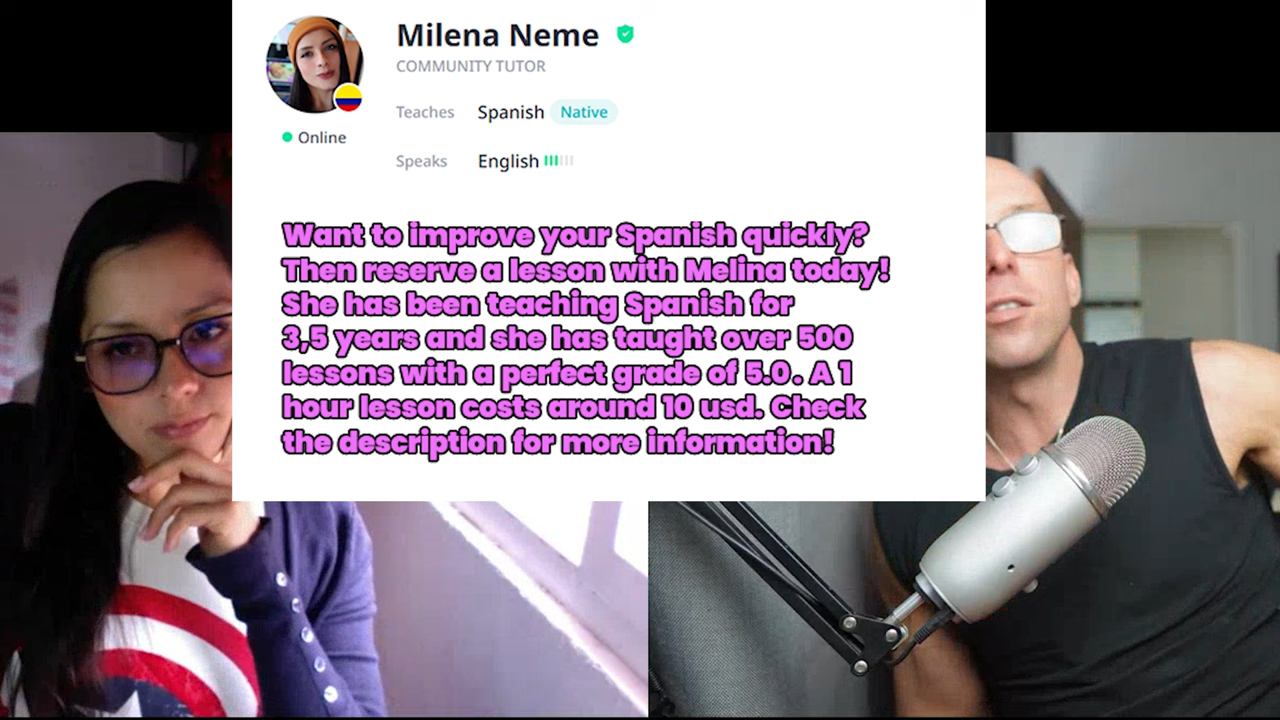 Milena Neme
COMMUNITY TUTOR
Teaches Spanish Native
Online
Speaks English
Want to improve your Spanish quickly?
Then reserve a lesson with Melina today!
She has been teaching Spanish for
3,5 years and she has taught over 500
lessons with a perfect grade of 5.0. A 1
hour lesson costs around 10 usd. Check
the description for more information!